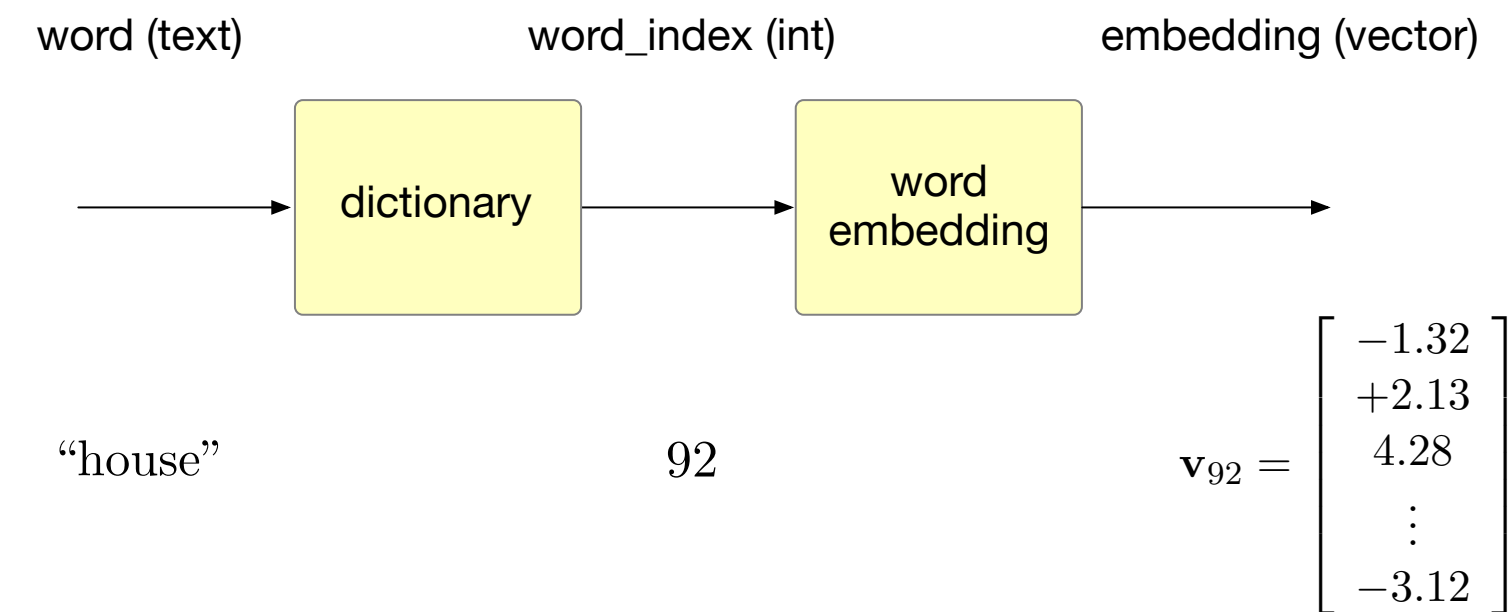 word (text) word_index (int) embedding (vector)
dictionary
word
embedding
“house” 92 v₉₂ =
−1.32
+2.13
4.28
⋮
−3.12